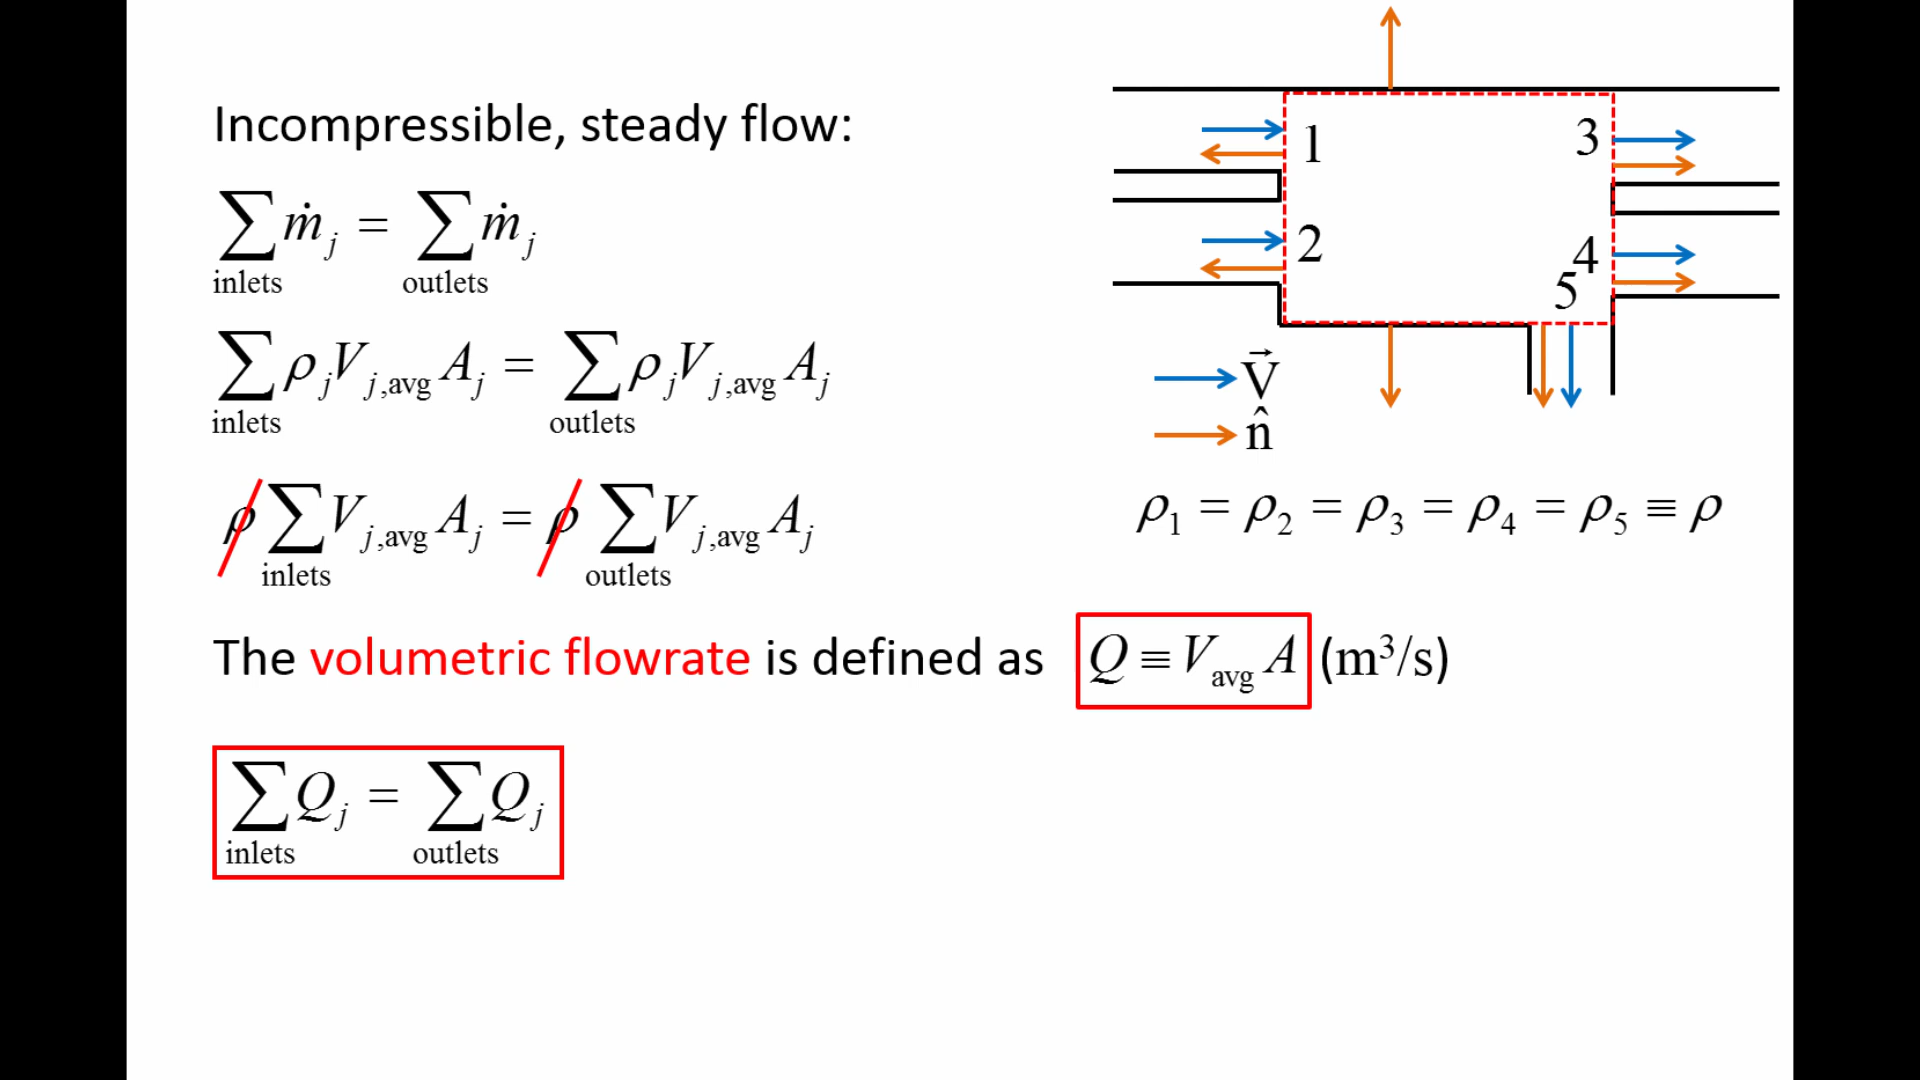 Incompressible, steady flow:
∑ ṁ_j = ∑ ṁ_j
inlets outlets
∑ ρ_j V_j,avg A_j = ∑ ρ_j V_j,avg A_j
inlets outlets
ρ ∑ V_j,avg A_j = ρ ∑ V_j,avg A_j
inlets outlets
The volumetric flowrate is defined as Q ≡ V_avg A (m³/s)
∑ Q_j = ∑ Q_j
inlets outlets
1 3
2 4
5
V⃗
n̂
ρ₁ = ρ₂ = ρ₃ = ρ₄ = ρ₅ ≡ ρ